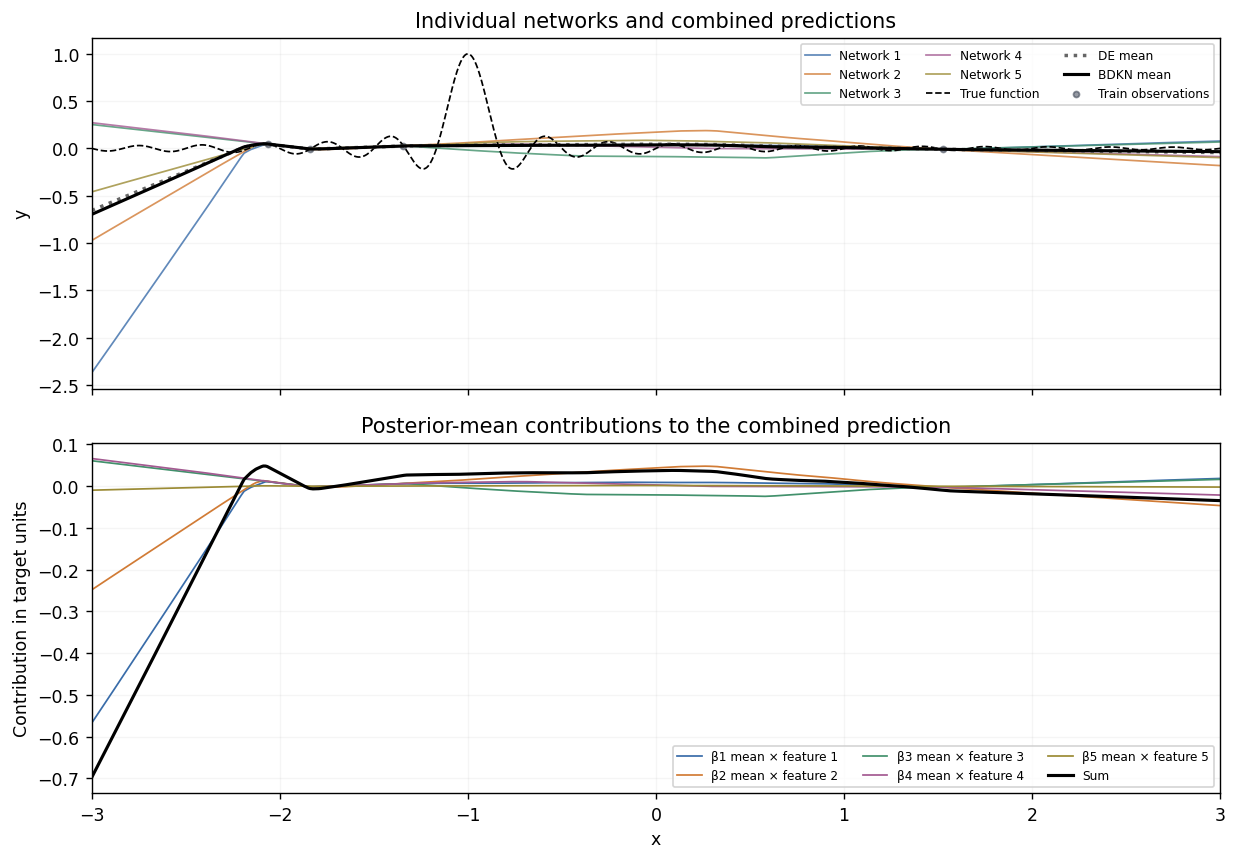 Individual networks and combined predictions
Network 1
Network 2
Network 3
Network 4
Network 5
True function
DE mean
BDKN mean
Train observations
1.0
0.5
0.0
−0.5
−1.0
−1.5
−2.0
−2.5
y
Posterior-mean contributions to the combined prediction
0.1
0.0
−0.1
−0.2
−0.3
−0.4
−0.5
−0.6
−0.7
Contribution in target units
β1 mean × feature 1
β2 mean × feature 2
β3 mean × feature 3
β4 mean × feature 4
β5 mean × feature 5
Sum
−3 −2 −1 0 1 2 3
x